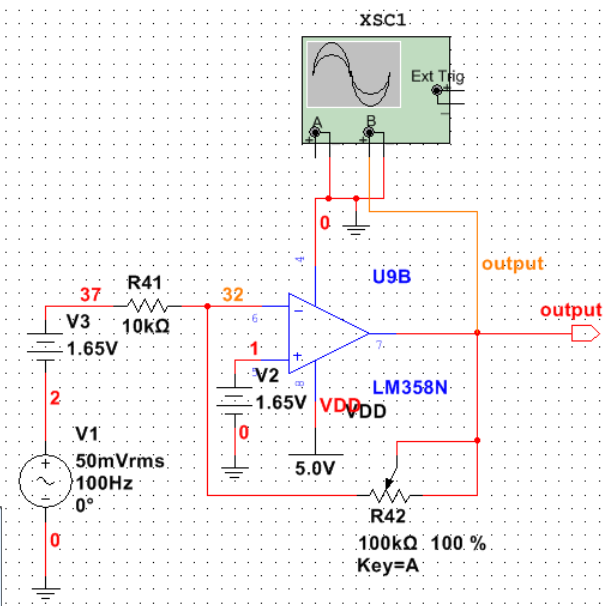 XSC1
Ext Trig
+
−
A
B
+
+
0
4
U9B
output
output
37
R41
10kΩ
32
6
−
V3
1.65V
7
1
5
+
V2
1.65V
8
LM358N
VDD
VDD
2
0
5.0V
V1
+
50mVrms
100Hz
0°
−
R42
100kΩ 100 %
Key=A
0